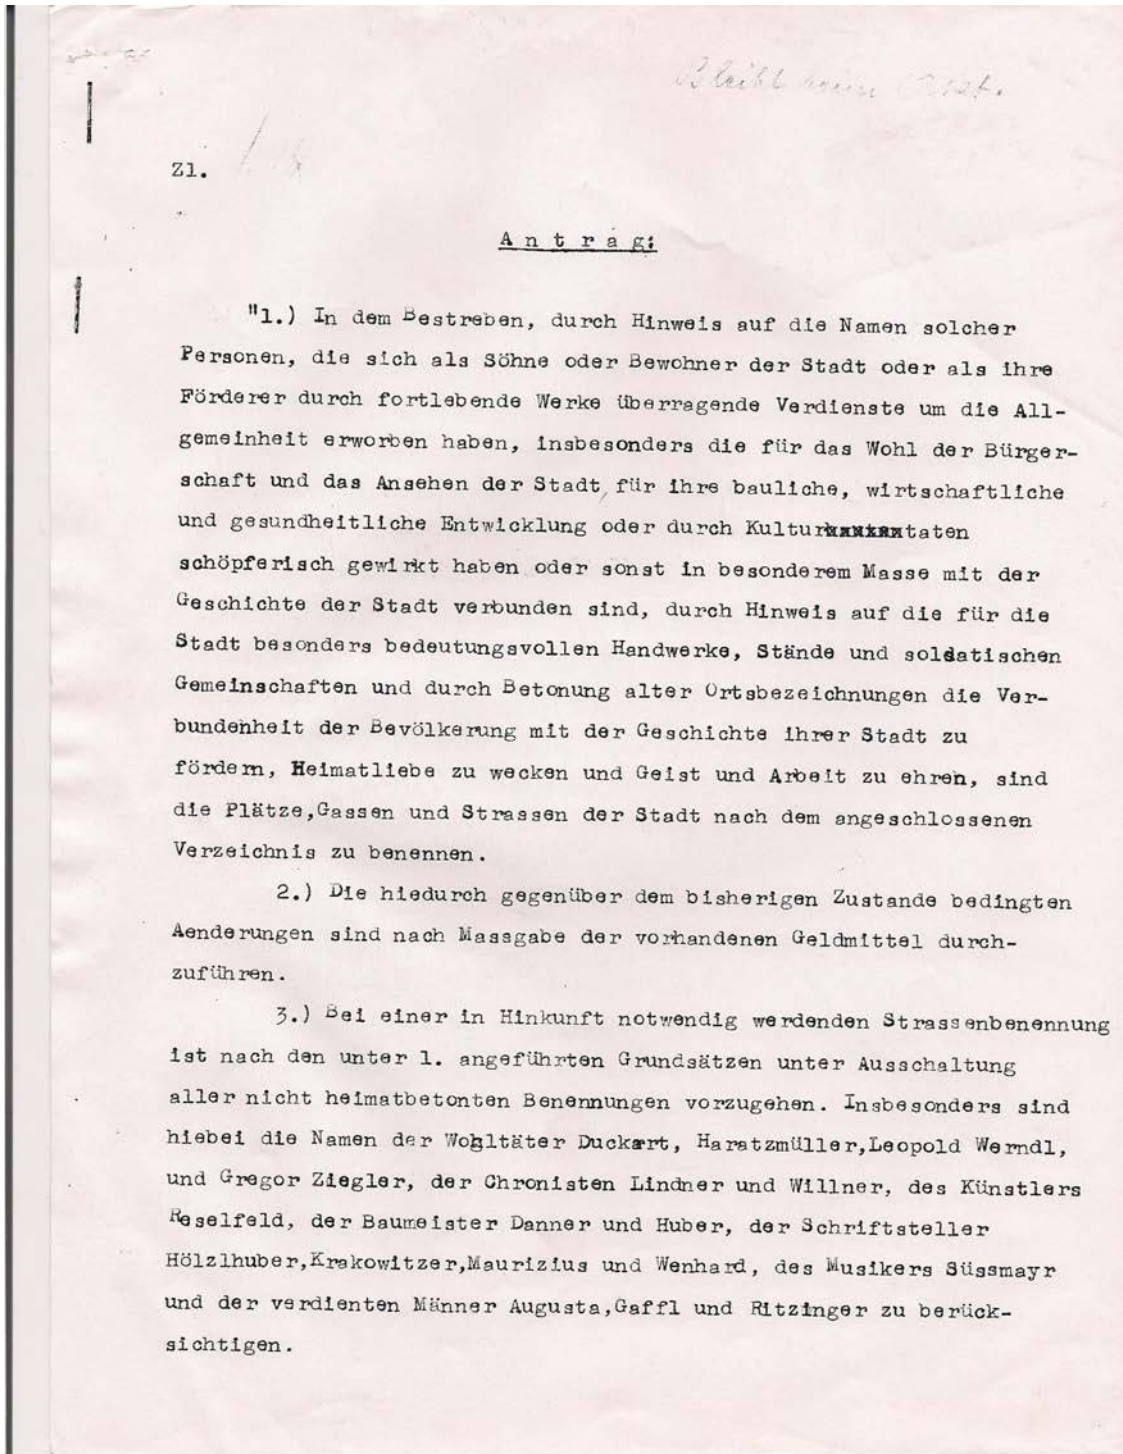 Bleibt beim
Zl.
Antrag:
"1.) In dem Bestreben, durch Hinweis auf die Namen solcher
Personen, die sich als Söhne oder Bewohner der Stadt oder als ihre
Förderer durch fortlebende Werke überragende Verdienste um die All-
gemeinheit erworben haben, insbesonders die für das Wohl der Bürger-
schaft und das Ansehen der Stadt, für ihre bauliche, wirtschaftliche
und gesundheitliche Entwicklung oder durch Kulturtaten
schöpferisch gewirkt haben oder sonst in besonderem Masse mit der
Geschichte der Stadt verbunden sind, durch Hinweis auf die für die
Stadt besonders bedeutungsvollen Handwerke, Stände und soldatischen
Gemeinschaften und durch Betonung alter Ortsbezeichnungen die Ver-
bundenheit der Bevölkerung mit der Geschichte ihrer Stadt zu
fördern, Heimatliebe zu wecken und Geist und Arbeit zu ehren, sind
die Plätze,Gassen und Strassen der Stadt nach dem angeschlossenen
Verzeichnis zu benennen.
2.) Die hiedurch gegenüber dem bisherigen Zustande bedingten
Aenderungen sind nach Massgabe der vorhandenen Geldmittel durch-
zuführen.
3.) Bei einer in Hinkunft notwendig werdenden Strassenbenennung
ist nach den unter 1. angeführten Grundsätzen unter Ausschaltung
aller nicht heimatbetonten Benennungen vorzugehen. Insbesonders sind
hiebei die Namen der Wohltäter Duckart, Haratzmüller,Leopold Werndl,
und Gregor Ziegler, der Chronisten Lindner und Willner, des Künstlers
Reselfeld, der Baumeister Danner und Huber, der Schriftsteller
Hölzlhuber,Krakowitzer,Maurizius und Wenhard, des Musikers Süssmayr
und der verdienten Männer Augusta,Gaffl und Ritzinger zu berück-
sichtigen.